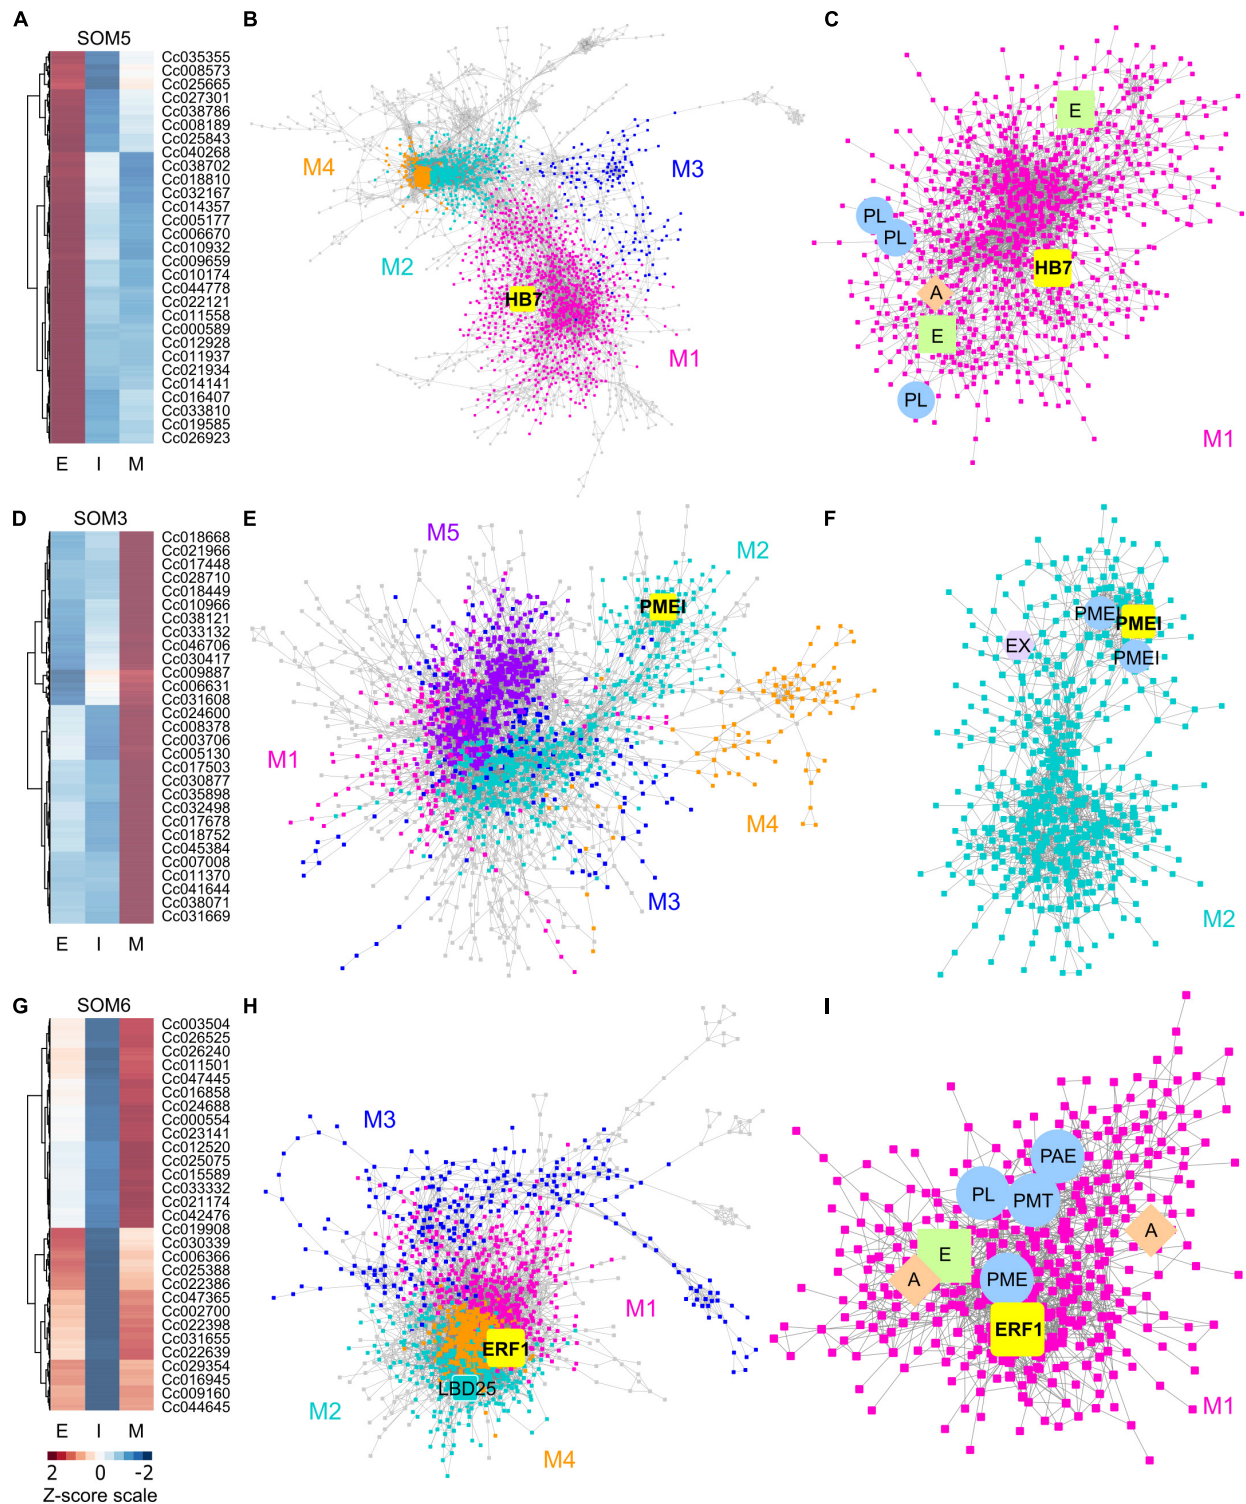 A
SOM5
Cc035355
Cc008573
Cc025665
Cc027301
Cc038786
Cc008189
Cc025843
Cc040268
Cc038702
Cc018810
Cc032167
Cc014357
Cc005177
Cc006670
Cc010932
Cc009659
Cc010174
Cc044778
Cc022121
Cc011558
Cc000589
Cc012928
Cc011937
Cc021934
Cc014141
Cc016407
Cc033810
Cc019585
Cc026923
E I M
B
M4
M3
M2
HB7
M1
C
E
PL
PL
HB7
A
E
PL
M1
D
SOM3
Cc018668
Cc021966
Cc017448
Cc028710
Cc018449
Cc010966
Cc038121
Cc033132
Cc046706
Cc030417
Cc009887
Cc006631
Cc031608
Cc024600
Cc008378
Cc003706
Cc005130
Cc017503
Cc030877
Cc035898
Cc032498
Cc017678
Cc018752
Cc045384
Cc007008
Cc011370
Cc041644
Cc038071
Cc031669
E I M
E
M5
M2
PMEI
M1
M4
M3
F
PMEI
PMEI
EX
PMEI
M2
G
SOM6
Cc003504
Cc026525
Cc026240
Cc011501
Cc047445
Cc016858
Cc024688
Cc000554
Cc023141
Cc012520
Cc025075
Cc015589
Cc033332
Cc021174
Cc042476
Cc019908
Cc030339
Cc006366
Cc025388
Cc022386
Cc047365
Cc002700
Cc022398
Cc031655
Cc022639
Cc029354
Cc016945
Cc009160
Cc044645
E I M
2 0 -2
Z-score scale
H
M3
M1
ERF1
LBD25
M2
M4
I
PAE
PL
PMT
A
E
A
PME
ERF1
M1